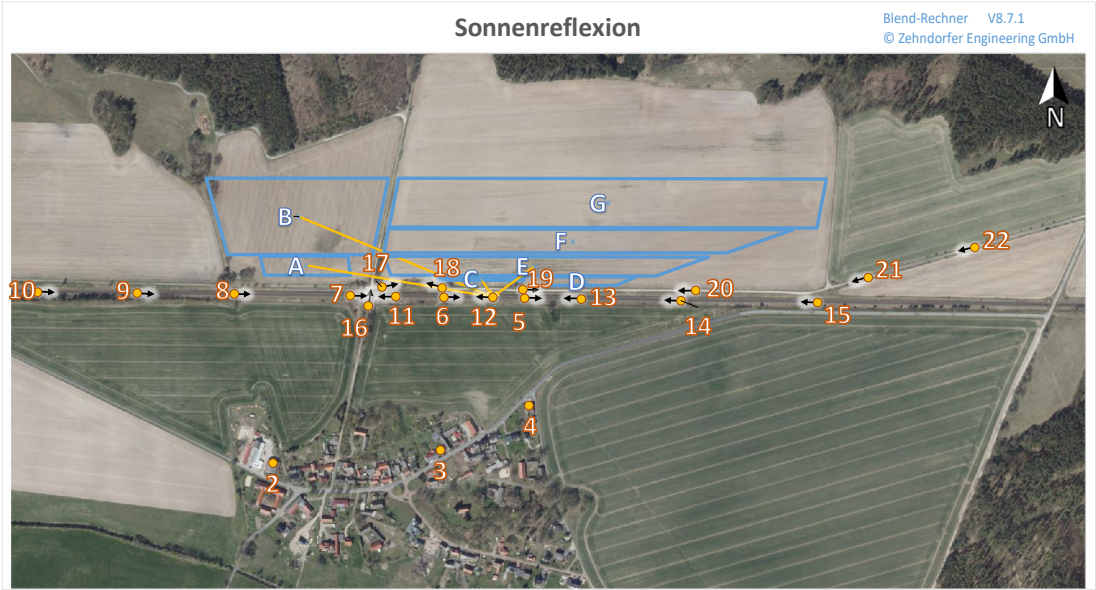 Sonnenreflexion
Blend-Rechner V8.7.1
© Zehndorfer Engineering GmbH
N
G
B
F
22
A
17
18
E
C
19
D
21
20
10
9
8
7
11
6
12
5
13
14
15
16
4
3
2